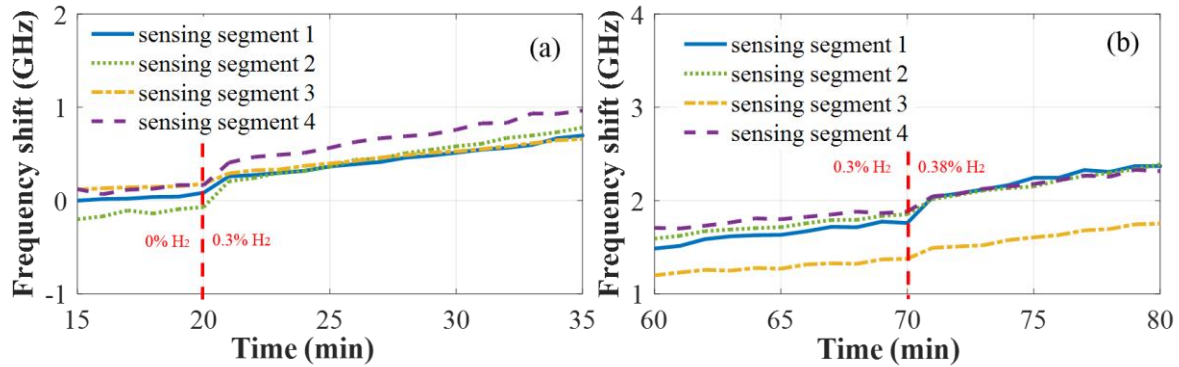 Frequency shift (GHz)
2
1
0
-1
sensing segment 1
sensing segment 2
sensing segment 3
sensing segment 4
(a)
0% H₂
0.3% H₂
15
20
25
30
35
Time (min)
Frequency shift (GHz)
4
3
2
1
sensing segment 1
sensing segment 2
sensing segment 3
sensing segment 4
(b)
0.3% H₂
0.38% H₂
60
65
70
75
80
Time (min)